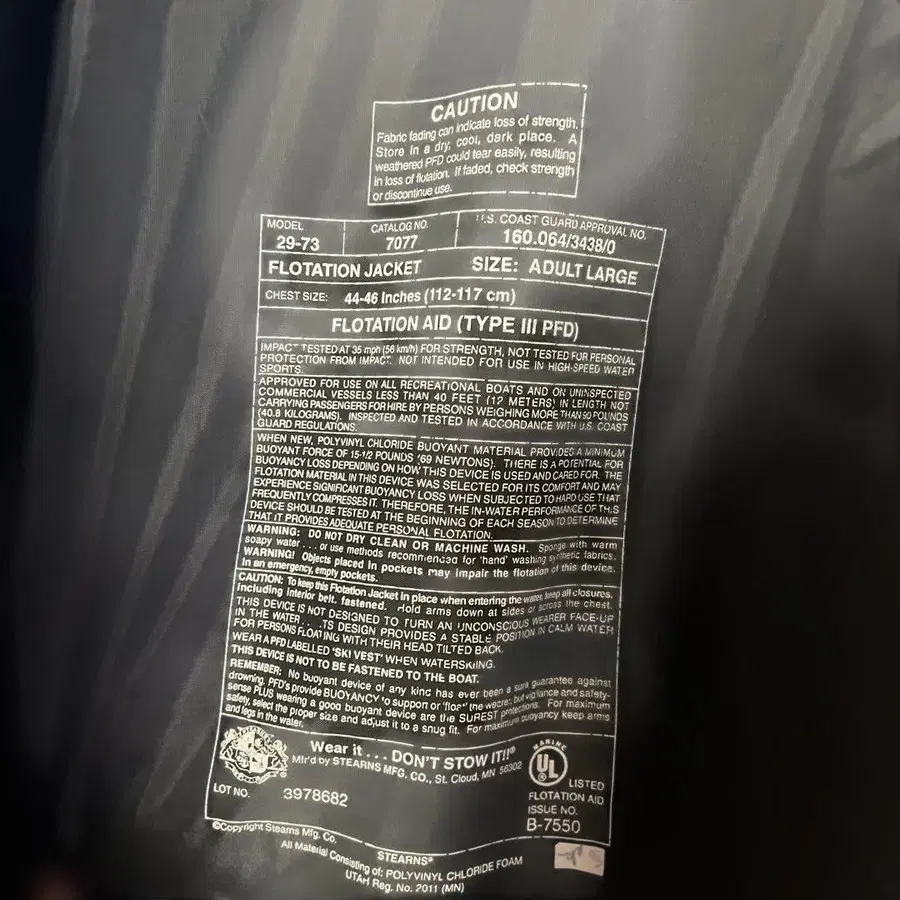 CAUTION
Fabric fading can indicate loss of strength.
Store in a dry, cool, dark place. A
weathered PFD could tear easily, resulting
in loss of flotation. If faded, check strength
or discontinue use.
MODEL CATALOG NO. U.S. COAST GUARD APPROVAL NO.
29-73 7077 160.064/3438/0
FLOTATION JACKET SIZE: ADULT LARGE
CHEST SIZE: 44-46 Inches (112-117 cm)
FLOTATION AID (TYPE III PFD)
IMPACT TESTED AT 35 mph (56 km/h) FOR STRENGTH, NOT TESTED FOR PERSONAL
PROTECTION FROM IMPACT. NOT INTENDED FOR USE IN HIGH-SPEED WATER
SPORTS.
APPROVED FOR USE ON ALL RECREATIONAL BOATS AND ON UNINSPECTED
COMMERCIAL VESSELS LESS THAN 40 FEET (12 METERS) IN LENGTH NOT
CARRYING PASSENGERS FOR HIRE BY PERSONS WEIGHING MORE THAN 90 POUNDS
(40.8 KILOGRAMS). INSPECTED AND TESTED IN ACCORDANCE WITH U.S. COAST
GUARD REGULATIONS.
WHEN NEW, POLYVINYL CHLORIDE BUOYANT MATERIAL PROVIDES A MINIMUM
BUOYANT FORCE OF 15-1/2 POUNDS (69 NEWTONS). THERE IS A POTENTIAL FOR
BUOYANCY LOSS DEPENDING ON HOW THIS DEVICE IS USED AND CARED FOR. THE
FLOTATION MATERIAL IN THIS DEVICE WAS SELECTED FOR ITS COMFORT AND MAY
EXPERIENCE SIGNIFICANT BUOYANCY LOSS WHEN SUBJECTED TO HARD USE THAT
FREQUENTLY COMPRESSES IT. THEREFORE, THE IN-WATER PERFORMANCE OF THIS
DEVICE SHOULD BE TESTED AT THE BEGINNING OF EACH SEASON TO DETERMINE
THAT IT PROVIDES ADEQUATE PERSONAL FLOTATION.
WARNING: DO NOT DRY CLEAN OR MACHINE WASH. Sponge with warm
soapy water . . . or use methods recommended for 'hand' washing synthetic fabrics.
WARNING! Objects placed in pockets may impair the flotation of this device.
In an emergency, empty pockets.
CAUTION: To keep this Flotation Jacket in place when entering the water, keep all closures,
including interior belt, fastened. Hold arms down at sides or across the chest.
THIS DEVICE IS NOT DESIGNED TO TURN AN UNCONSCIOUS WEARER FACE-UP
IN THE WATER . . . ITS DESIGN PROVIDES A STABLE POSITION IN CALM WATER
FOR PERSONS FLOATING WITH THEIR HEAD TILTED BACK.
WEAR A PFD LABELLED 'SKI VEST' WHEN WATERSKIING.
THIS DEVICE IS NOT TO BE FASTENED TO THE BOAT.
REMEMBER: No buoyant device of any kind has ever been a sure guarantee against
drowning. PFD's provide BUOYANCY to support or 'float' the wearer; but vigilance and safety-
sense PLUS wearing a good buoyant device are the SUREST protections. For maximum
safety, select the proper size and adjust it to a snug fit. For maximum buoyancy keep arms
and legs in the water.
Wear it . . . DON'T STOW IT!!®
Mfr'd by STEARNS MFG. CO., St. Cloud, MN 56302
MARINE
UL
LISTED
FLOTATION AID
ISSUE NO.
B-7550
LOT NO. 3978682
©Copyright Stearns Mfg. Co.
STEARNS®
All Material Consisting of: POLYVINYL CHLORIDE FOAM
UTAH Reg. No. 2011 (MN)